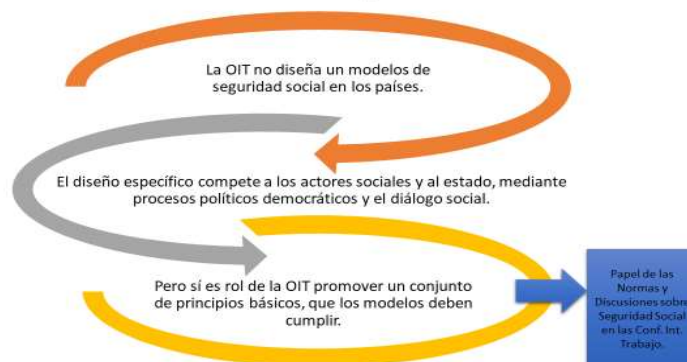 La OIT no diseña un modelos de
seguridad social en los países.
El diseño específico compete a los actores sociales y al estado, mediante
procesos políticos democráticos y el diálogo social.
Pero sí es rol de la OIT promover un conjunto
de principios básicos, que los modelos deben
cumplir.
Papel de las
Normas y
Discusiones sobre
Seguridad Social
en las Conf. Int.
Trabajo.